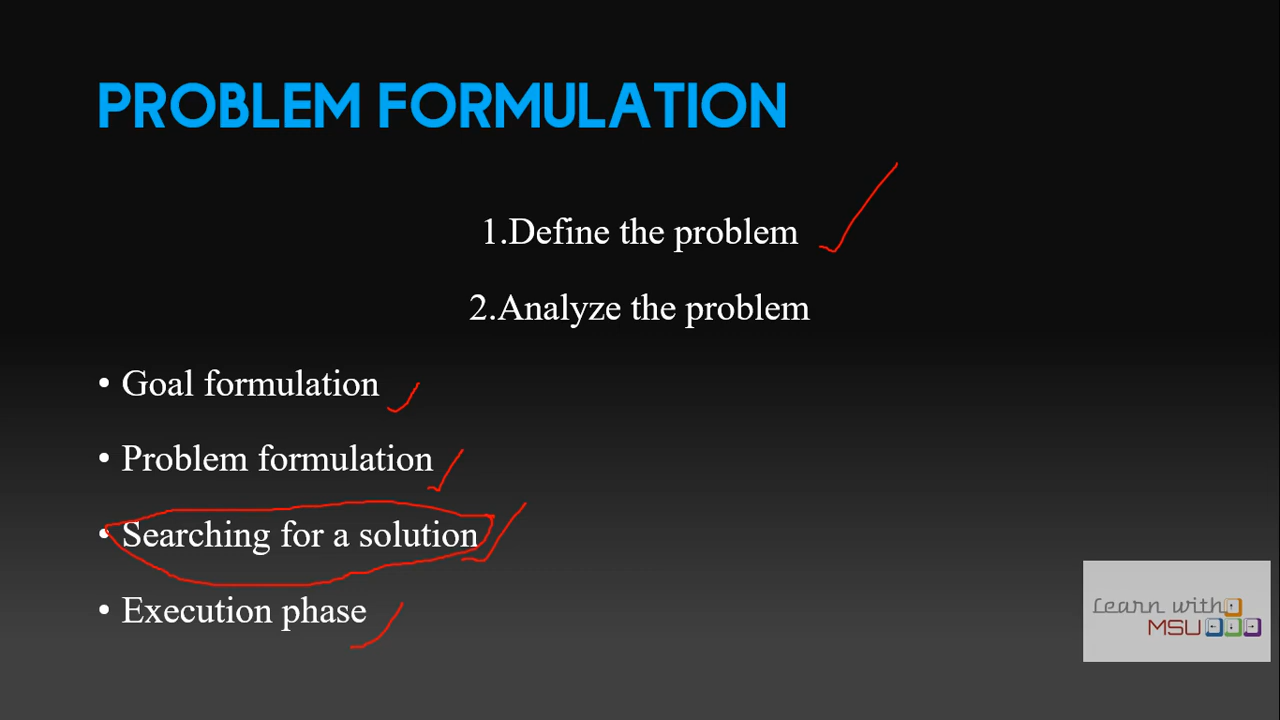 PROBLEM FORMULATION
1.Define the problem
2.Analyze the problem
• Goal formulation
• Problem formulation
• Searching for a solution
• Execution phase
Learn with
MSU